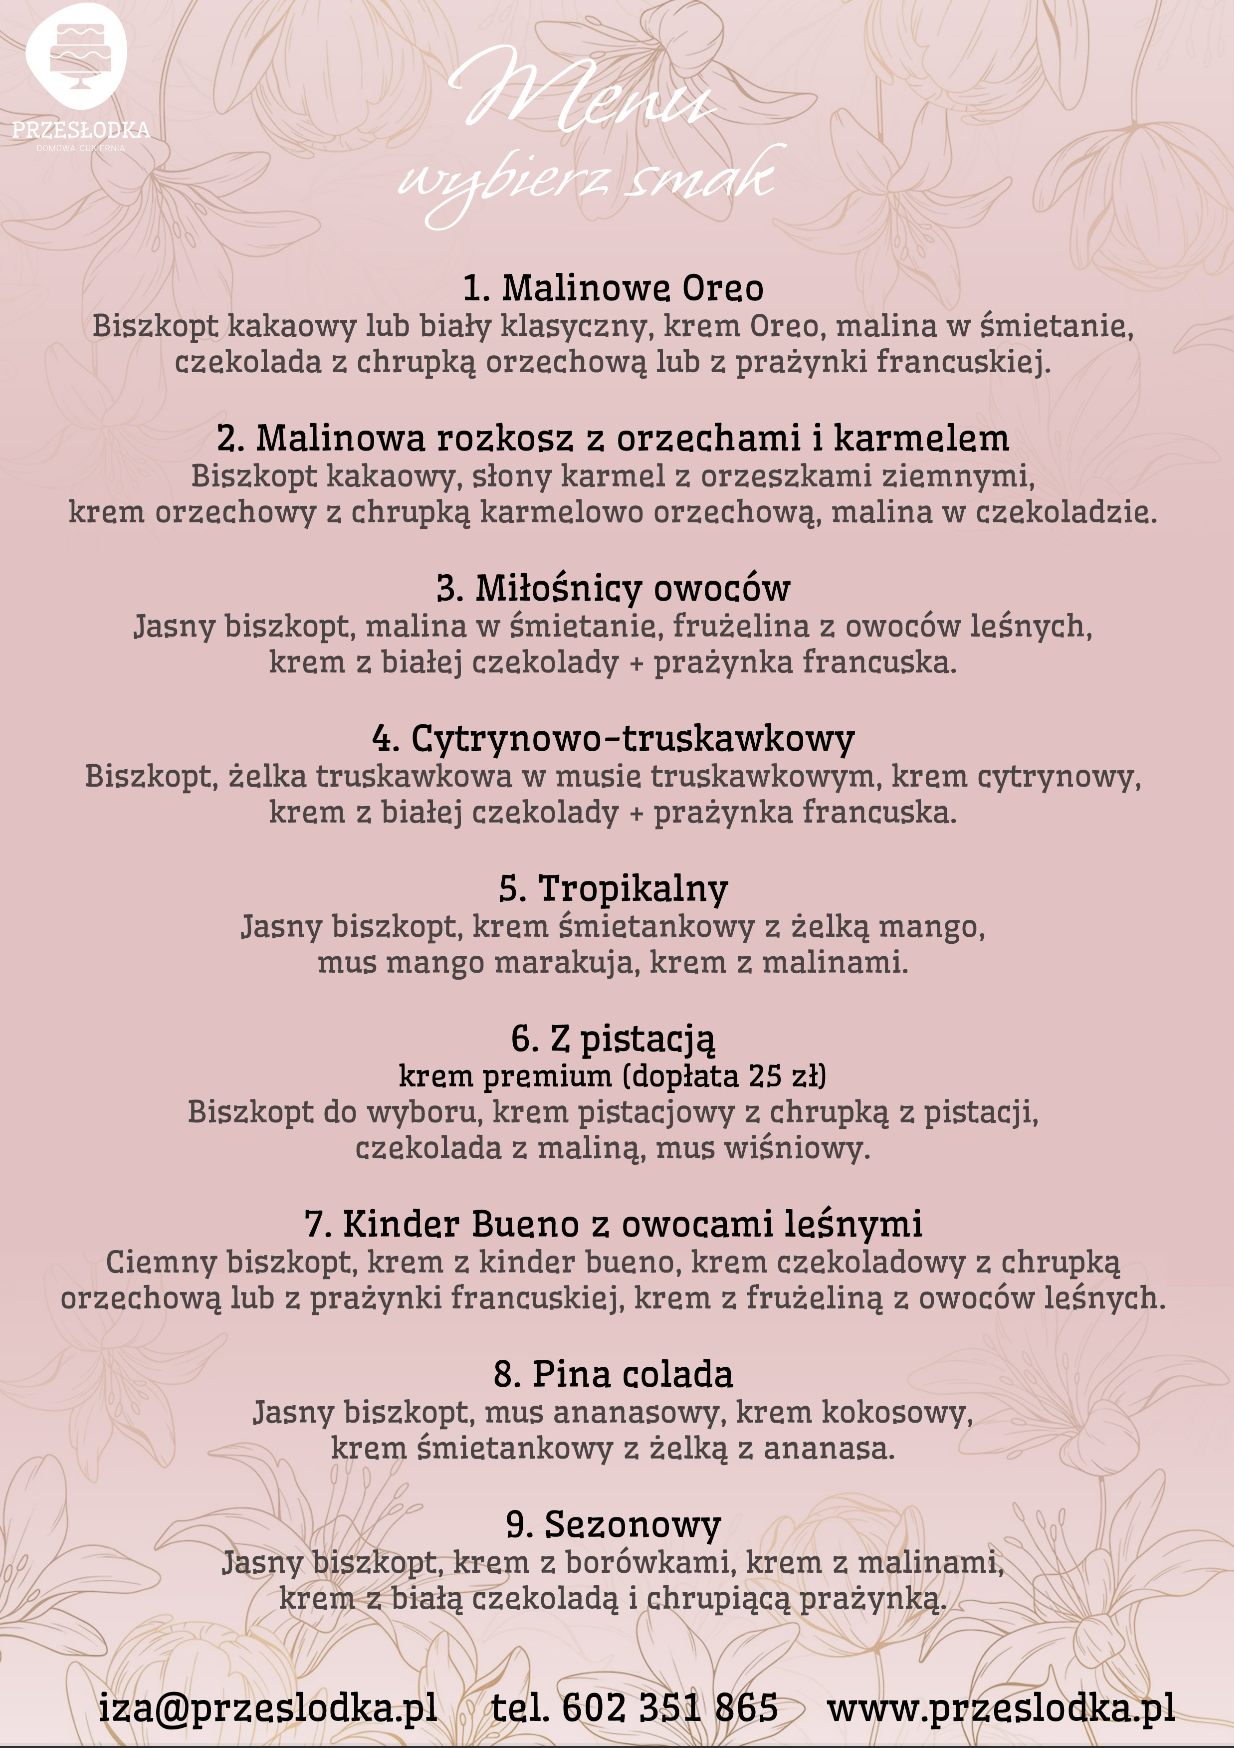 PRZESŁODKA
DOMOWA CUKIERNIA
Menu
wybierz smak
1. Malinowe Oreo
Biszkopt kakaowy lub biały klasyczny, krem Oreo, malina w śmietanie,
czekolada z chrupką orzechową lub z prażynki francuskiej.
2. Malinowa rozkosz z orzechami i karmelem
Biszkopt kakaowy, słony karmel z orzeszkami ziemnymi,
krem orzechowy z chrupką karmelowo orzechową, malina w czekoladzie.
3. Miłośnicy owoców
Jasny biszkopt, malina w śmietanie, frużelina z owoców leśnych,
krem z białej czekolady + prażynka francuska.
4. Cytrynowo-truskawkowy
Biszkopt, żelka truskawkowa w musie truskawkowym, krem cytrynowy,
krem z białej czekolady + prażynka francuska.
5. Tropikalny
Jasny biszkopt, krem śmietankowy z żelką mango,
mus mango marakuja, krem z malinami.
6. Z pistacją
krem premium (dopłata 25 zł)
Biszkopt do wyboru, krem pistacjowy z chrupką z pistacji,
czekolada z maliną, mus wiśniowy.
7. Kinder Bueno z owocami leśnymi
Ciemny biszkopt, krem z kinder bueno, krem czekoladowy z chrupką
orzechową lub z prażynki francuskiej, krem z frużeliną z owoców leśnych.
8. Pina colada
Jasny biszkopt, mus ananasowy, krem kokosowy,
krem śmietankowy z żelką z ananasa.
9. Sezonowy
Jasny biszkopt, krem z borówkami, krem z malinami,
krem z białą czekoladą i chrupiącą prażynką.
iza@przeslodka.pl tel. 602 351 865 www.przeslodka.pl